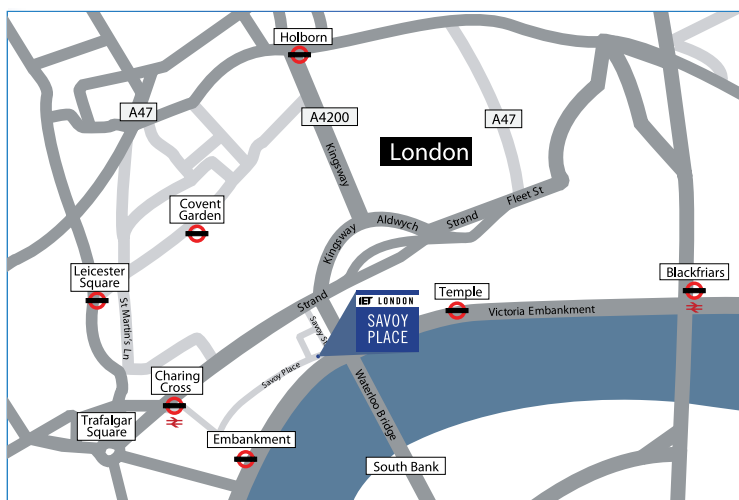 Holborn
A47
A4200
A47
London
Kingsway
Covent
Garden
Fleet St
Strand
Aldwych
Kingsway
Leicester
Square
Blackfriars
Temple
IET LONDON
SAVOY
PLACE
Strand
St Martin's Ln
Victoria Embankment
Savoy St
Savoy Place
Charing
Cross
Waterloo Bridge
Trafalgar
Square
Embankment
South Bank